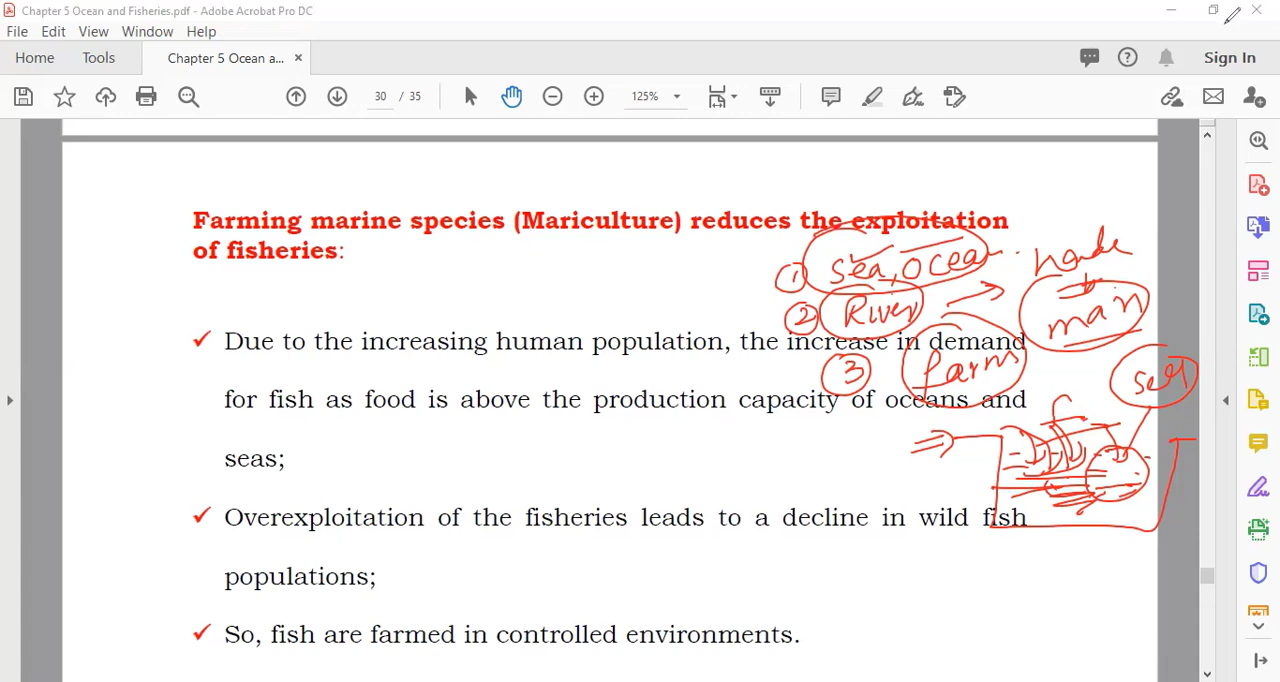 Chapter 5 Ocean and Fisheries.pdf - Adobe Acrobat Pro DC
File Edit View Window Help
Home Tools Chapter 5 Ocean a... × Sign In
30 / 35 125%
Farming marine species (Mariculture) reduces the exploitation
of fisheries:
① Sea, Ocean
② River → main
③ farms
✓ Due to the increasing human population, the increase in demand
for fish as food is above the production capacity of oceans and
seas;
✓ Overexploitation of the fisheries leads to a decline in wild fish
populations;
✓ So, fish are farmed in controlled environments.